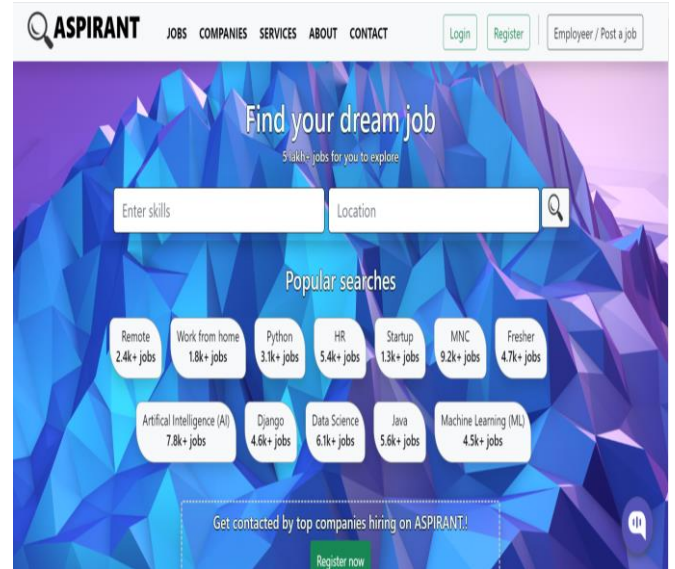 ASPIRANT JOBS COMPANIES SERVICES ABOUT CONTACT Login Register Employeer / Post a job
Find your dream job
5 lakh+ jobs for you to explore
Enter skills Location
Popular searches
Remote Work from home Python HR Startup MNC Fresher
2.4k+ jobs 1.8k+ jobs 3.1k+ jobs 5.4k+ jobs 1.3k+ jobs 9.2k+ jobs 4.7k+ jobs
Artifical Intelligence (AI) Django Data Science Java Machine Learning (ML)
7.8k+ jobs 4.6k+ jobs 6.1k+ jobs 5.6k+ jobs 4.5k+ jobs
Get contacted by top companies hiring on ASPIRANT.!
Register now